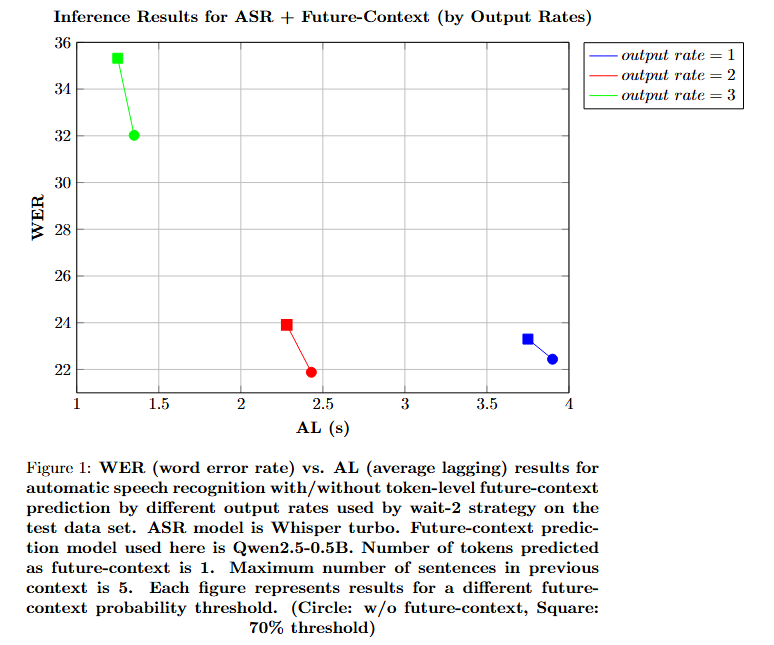 Inference Results for ASR + Future-Context (by Output Rates)
36
34
32
30
28
26
24
22
WER
1
1.5
2
2.5
3
3.5
4
AL (s)
output rate = 1
output rate = 2
output rate = 3
Figure 1: WER (word error rate) vs. AL (average lagging) results for
automatic speech recognition with/without token-level future-context
prediction by different output rates used by wait-2 strategy on the
test data set. ASR model is Whisper turbo. Future-context predic-
tion model used here is Qwen2.5-0.5B. Number of tokens predicted
as future-context is 1. Maximum number of sentences in previous
context is 5. Each figure represents results for a different future-
context probability threshold. (Circle: w/o future-context, Square:
70% threshold)